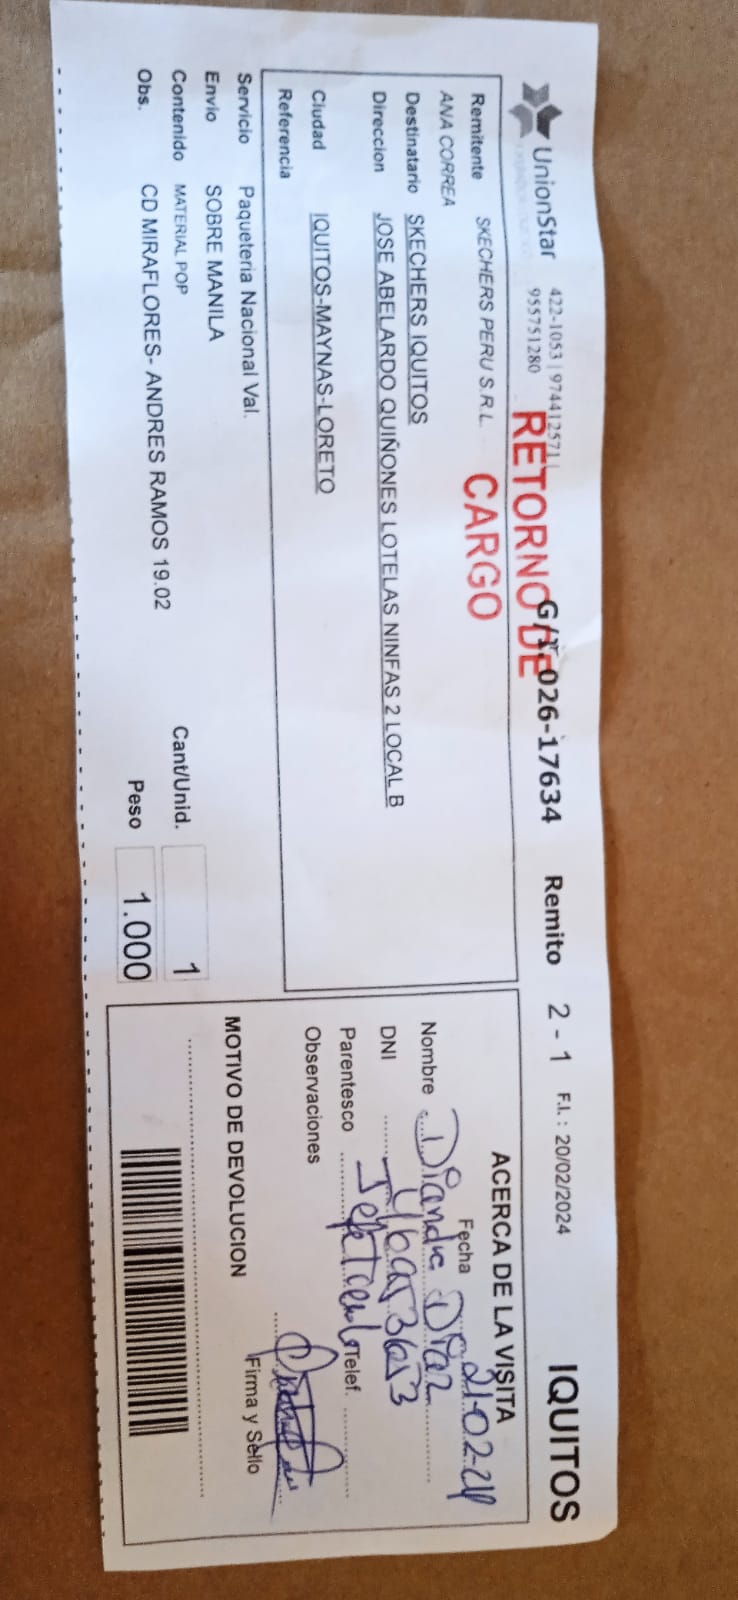 UnionStar
422-1053 | 974412571 |
955751280
RETORNO DE
CARGO
G/T.026-17634 Remito 2 - 1 F.I.: 20/02/2024 IQUITOS
Remitente SKECHERS PERU S.R.L.
ANA CORREA
Destinatario SKECHERS IQUITOS
Direccion JOSE ABELARDO QUIÑONES LOTELAS NINFAS 2 LOCAL B
Ciudad IQUITOS-MAYNAS-LORETO
Referencia
Servicio Paqueteria Nacional Val.
Envio SOBRE MANILA
Contenido MATERIAL POP Cant/Unid. 1
Obs. CD MIRAFLORES- ANDRES RAMOS 19.02 Peso 1.000
ACERCA DE LA VISITA
Fecha 21-02-24
Nombre Diaz
DNI
Parentesco Jefe Telef.
Observaciones
Firma y Sello
MOTIVO DE DEVOLUCION